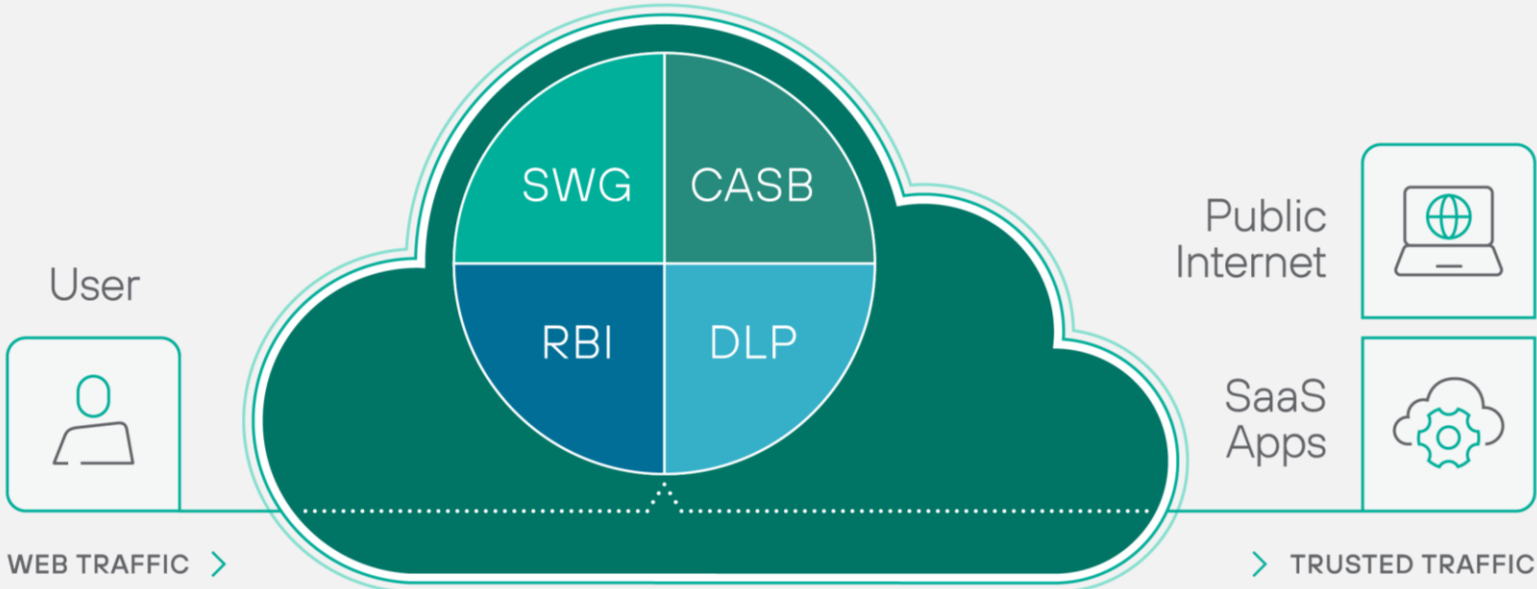 SWG
CASB
RBI
DLP
User
Public
Internet
SaaS
Apps
WEB TRAFFIC
TRUSTED TRAFFIC